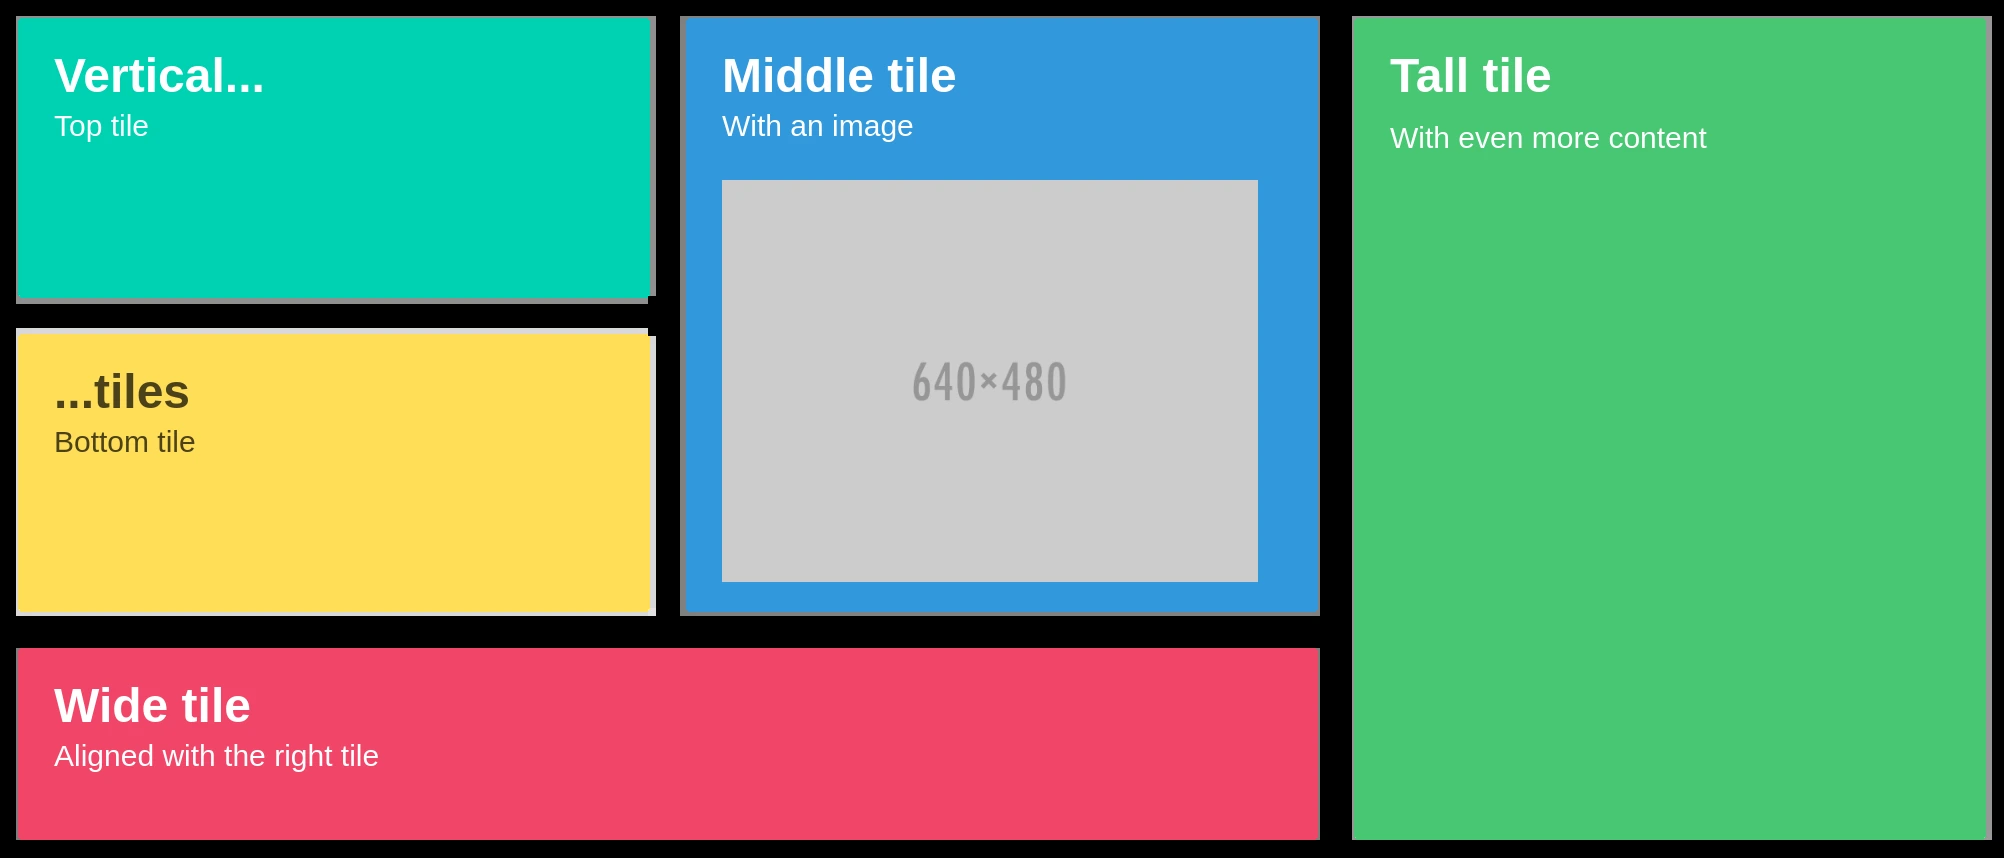 Vertical...
Top tile
...tiles
Bottom tile
Middle tile
With an image
640×480
Wide tile
Aligned with the right tile
Tall tile
With even more content